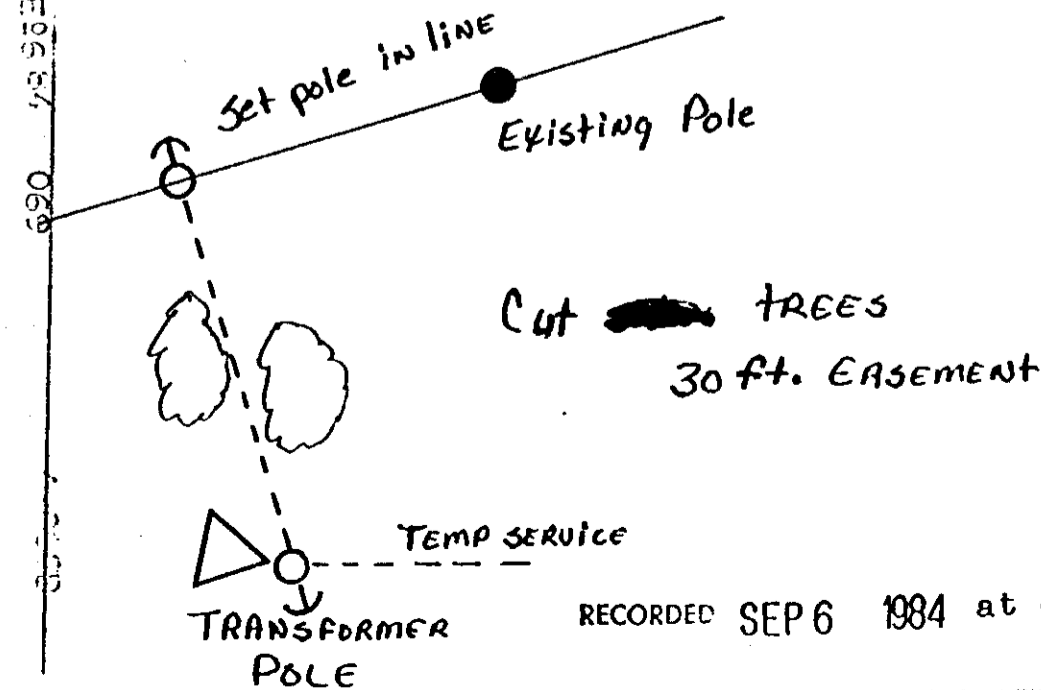 Set pole in line
Existing Pole
690
Cut trees
30 ft. Easement
Temp Service
Transformer
Pole
RECORDED SEP 6 1984 at